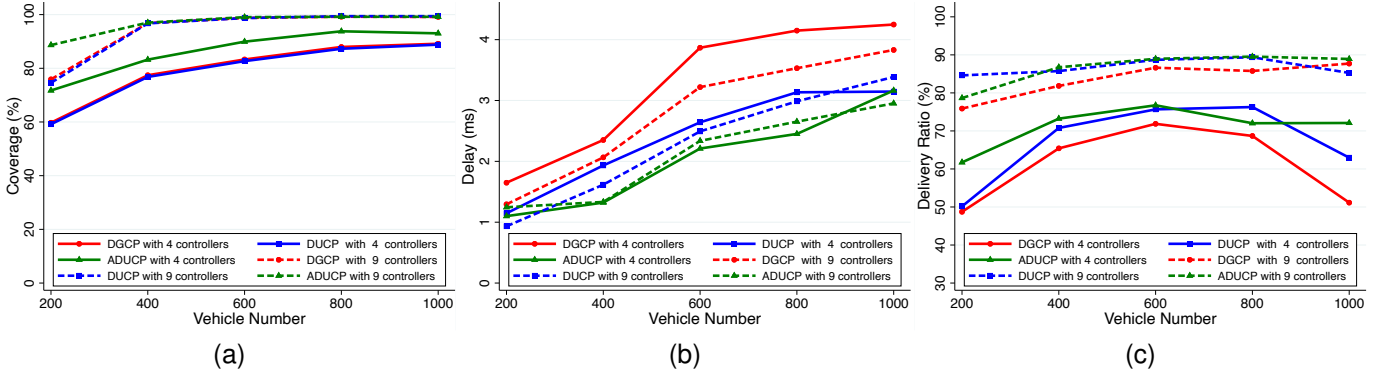 Coverage (%)
100
80
60
40
20
0
DGCP with 4 controllers
DUCP with 4 controllers
ADUCP with 4 controllers
DGCP with 9 controllers
DUCP with 9 controllers
ADUCP with 9 controllers
200 400 600 800 1000
Vehicle Number
(a)
Delay (ms)
4
3
2
1
0
DGCP with 4 controllers
DUCP with 4 controllers
ADUCP with 4 controllers
DGCP with 9 controllers
DUCP with 9 controllers
ADUCP with 9 controllers
200 400 600 800 1000
Vehicle Number
(b)
Delivery Ratio (%)
100
90
80
70
60
50
40
30
DGCP with 4 controllers
DUCP with 4 controllers
ADUCP with 4 controllers
DGCP with 9 controllers
DUCP with 9 controllers
ADUCP with 9 controllers
200 400 600 800 1000
Vehicle Number
(c)